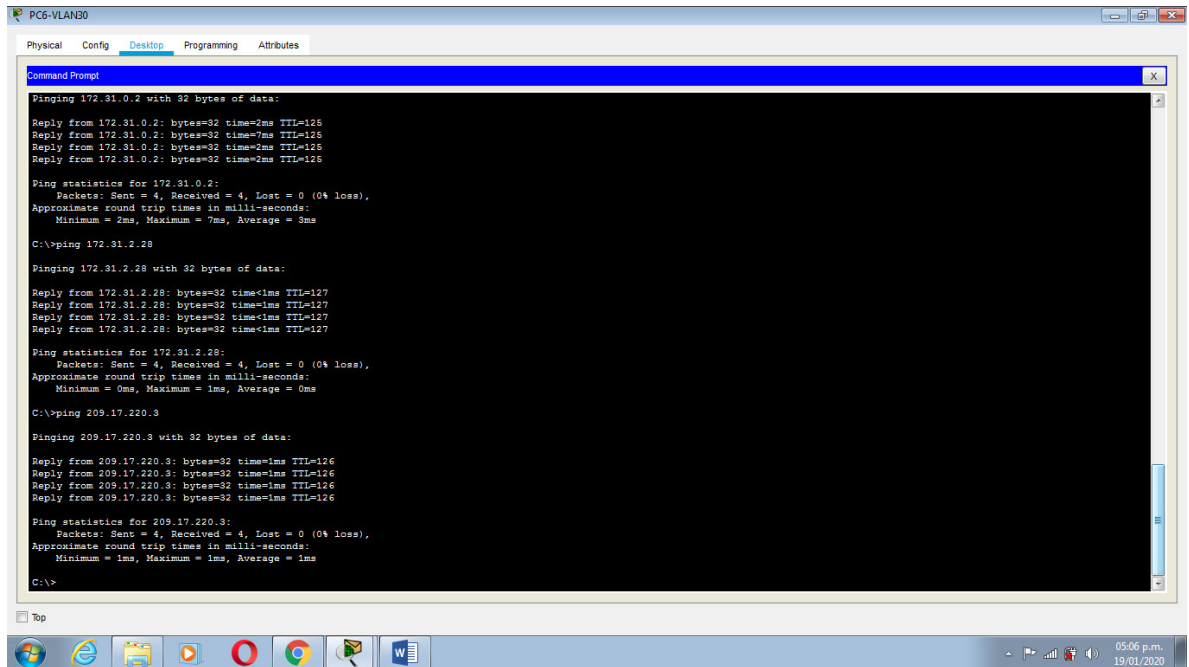 PC6-VLAN30
Physical Config Desktop Programming Attributes
Command Prompt
X
Pinging 172.31.0.2 with 32 bytes of data:
Reply from 172.31.0.2: bytes=32 time=2ms TTL=125
Reply from 172.31.0.2: bytes=32 time=7ms TTL=125
Reply from 172.31.0.2: bytes=32 time=2ms TTL=125
Reply from 172.31.0.2: bytes=32 time=2ms TTL=125
Ping statistics for 172.31.0.2:
Packets: Sent = 4, Received = 4, Lost = 0 (0% loss),
Approximate round trip times in milli-seconds:
Minimum = 2ms, Maximum = 7ms, Average = 3ms
C:\>ping 172.31.2.28
Pinging 172.31.2.28 with 32 bytes of data:
Reply from 172.31.2.28: bytes=32 time<1ms TTL=127
Reply from 172.31.2.28: bytes=32 time=1ms TTL=127
Reply from 172.31.2.28: bytes=32 time<1ms TTL=127
Reply from 172.31.2.28: bytes=32 time<1ms TTL=127
Ping statistics for 172.31.2.28:
Packets: Sent = 4, Received = 4, Lost = 0 (0% loss),
Approximate round trip times in milli-seconds:
Minimum = 0ms, Maximum = 1ms, Average = 0ms
C:\>ping 209.17.220.3
Pinging 209.17.220.3 with 32 bytes of data:
Reply from 209.17.220.3: bytes=32 time=1ms TTL=126
Reply from 209.17.220.3: bytes=32 time=1ms TTL=126
Reply from 209.17.220.3: bytes=32 time=1ms TTL=126
Reply from 209.17.220.3: bytes=32 time=1ms TTL=126
Ping statistics for 209.17.220.3:
Packets: Sent = 4, Received = 4, Lost = 0 (0% loss),
Approximate round trip times in milli-seconds:
Minimum = 1ms, Maximum = 1ms, Average = 1ms
C:\>
Top
05:06 p.m.
19/01/2020